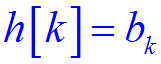 h[k] = b_k